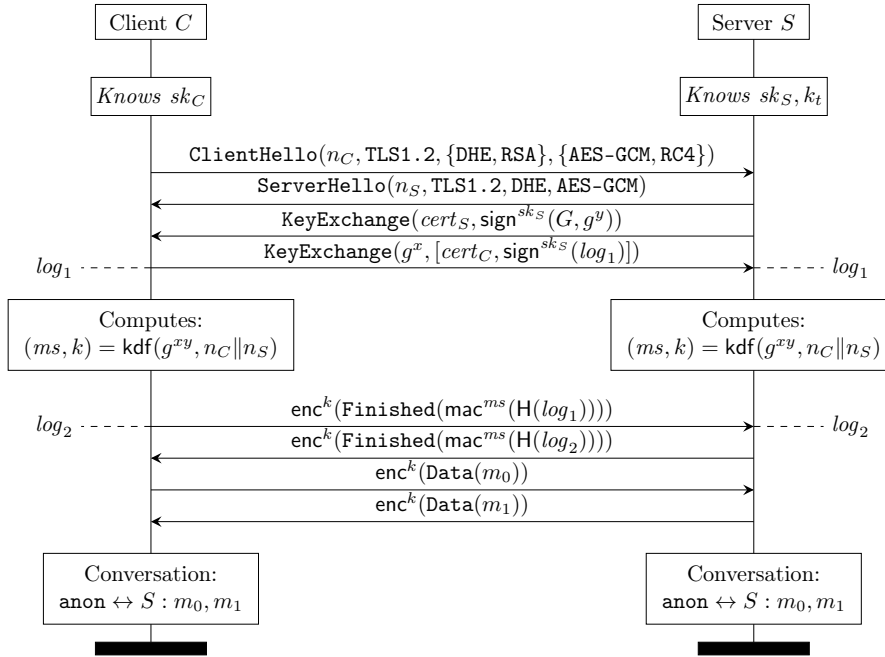 Client C
Server S
Knows sk_C
Knows sk_S, k_t
ClientHello(n_C, TLS1.2, {DHE, RSA}, {AES-GCM, RC4})
ServerHello(n_S, TLS1.2, DHE, AES-GCM)
KeyExchange(cert_S, sign^{sk_S}(G, g^y))
KeyExchange(g^x, [cert_C, sign^{sk_S}(log_1)])
log_1
log_1
Computes:
(ms, k) = kdf(g^{xy}, n_C‖n_S)
Computes:
(ms, k) = kdf(g^{xy}, n_C‖n_S)
enc^k(Finished(mac^{ms}(H(log_1))))
log_2
log_2
enc^k(Finished(mac^{ms}(H(log_2))))
enc^k(Data(m_0))
enc^k(Data(m_1))
Conversation:
anon ↔ S : m_0, m_1
Conversation:
anon ↔ S : m_0, m_1